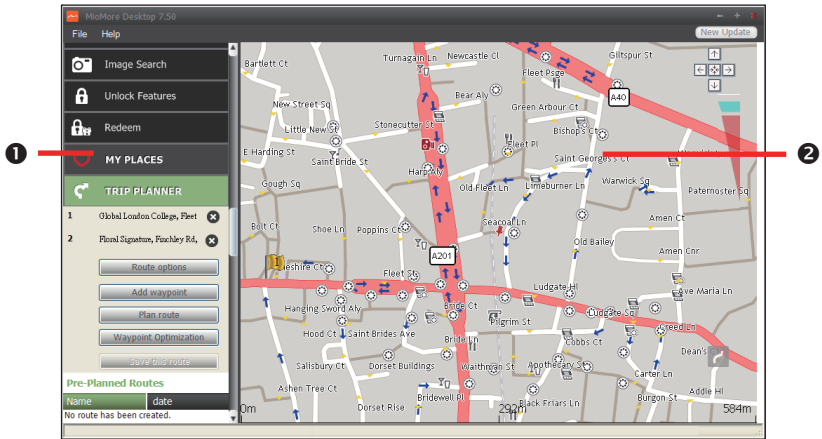 MioMore Desktop 7.50
File Help
New Update
Image Search
Unlock Features
Redeem
MY PLACES
TRIP PLANNER
1 Global London College, Fleet
2 Floral Signature, Finchley Rd,
Route options
Add waypoint
Plan route
Waypoint Optimization
Save this route
Pre-Planned Routes
Name date
No route has been created.
❶
❷
Bartlett Ct
Turnagain Ln
Newcastle Cl
Giltspur St
Fleet Psge
A40
New Street Sq
Bear Aly
Green Arbour Ct
Little New St
Stonecutter St
Bishop's Ct
E Harding St
Saint Bride St
Fleet Pl
Saint Georges's Ct
Harp Aly
Gough Sq
Old Fleet Ln
Limeburner Ln
Warwick Sq
Paternoster Sq
Bolt Ct
Shoe Ln
Poppins Ct
Seacoal Ln
Amen Ct
Old Bailey
A201
Amen Cnr
1
Cheshire Ct
Fleet St
Ludgate Hl
Ave Maria Ln
Hanging Sword Aly
Bride Ct
Ludgate Sq
Pilgrim St
Creed Ln
Hood Ct
Saint Brides Ave
Bride Ln
Cobbs Ct
Dean's
Salisbury Ct
Dorset Buildings
Waithman St
Apothecary St
Carter Ln
Ashen Tree Ct
Bridewell Pl
Addle Hl
Dorset Rise
Black Friars Ln
Burgon St
0m
292m
584m